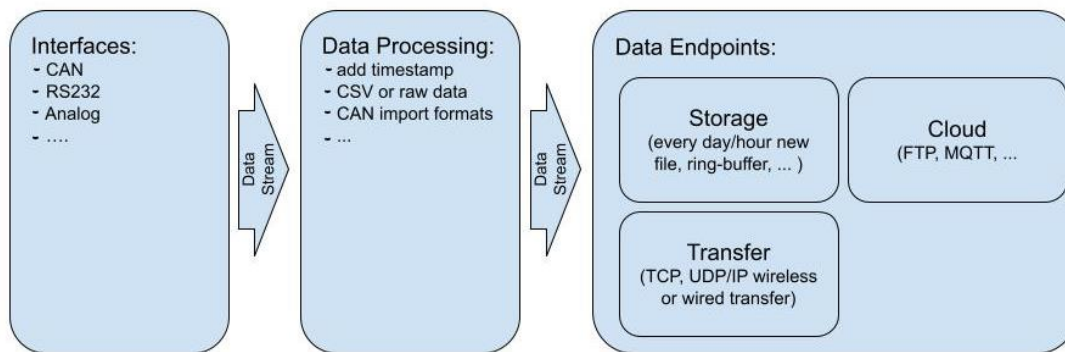 Interfaces:
- CAN
- RS232
- Analog
- ....
Data
Stream
Data Processing:
- add timestamp
- CSV or raw data
- CAN import formats
- ...
Data
Stream
Data Endpoints:
Storage
(every day/hour new
file, ring-buffer, ... )
Cloud
(FTP, MQTT, ...
Transfer
(TCP, UDP/IP wireless
or wired transfer)